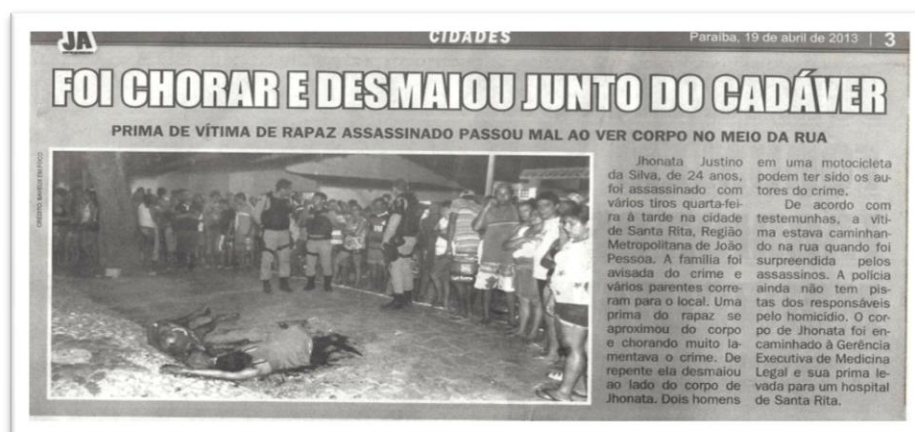 JA
CIDADES
Paraíba, 19 de abril de 2013 | 3
FOI CHORAR E DESMAIOU JUNTO DO CADÁVER
PRIMA DE VÍTIMA DE RAPAZ ASSASSINADO PASSOU MAL AO VER CORPO NO MEIO DA RUA
CRÉDITO: BAYEUX EM FOCO
Jhonata Justino
da Silva, de 24 anos,
foi assassinado com
vários tiros quarta-fei-
ra à tarde na cidade
de Santa Rita, Região
Metropolitana de João
Pessoa. A família foi
avisada do crime e
vários parentes corre-
ram para o local. Uma
prima do rapaz se
aproximou do corpo
e chorando muito la-
mentava o crime. De
repente ela desmaiou
ao lado do corpo de
Jhonata. Dois homens
em uma motocicleta
podem ter sido os au-
tores do crime.
De acordo com
testemunhas, a víti-
ma estava caminhan-
do na rua quando foi
surpreendida pelos
assassinos. A polícia
ainda não tem pis-
tas dos responsáveis
pelo homicídio. O cor-
po de Jhonata foi en-
caminhado à Gerência
Executiva de Medicina
Legal e sua prima le-
vada para um hospital
de Santa Rita.